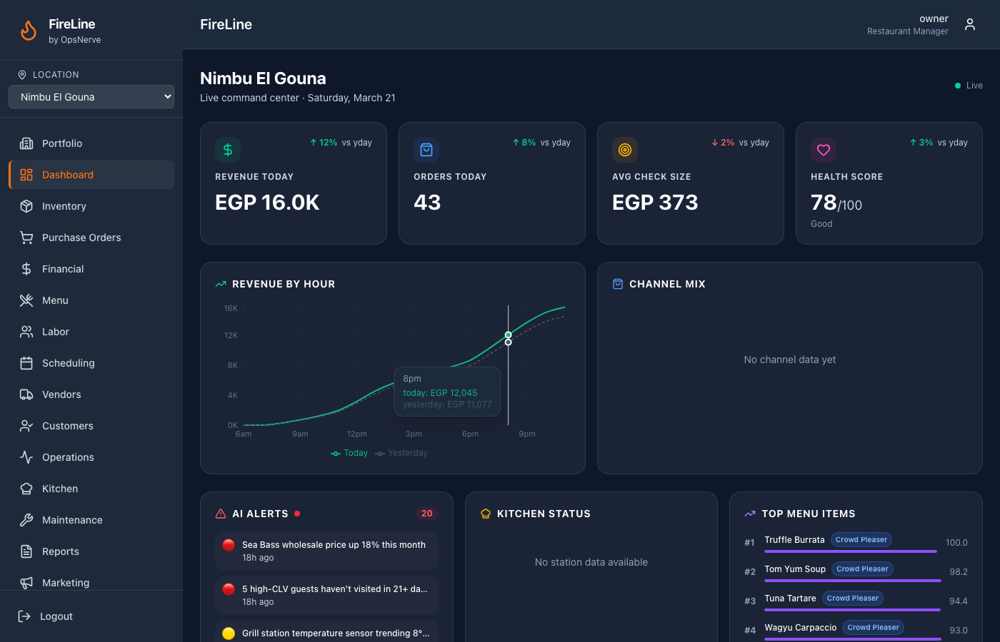 FireLine
by OpsNerve
LOCATION
Nimbu El Gouna
Portfolio
Dashboard
Inventory
Purchase Orders
Financial
Menu
Labor
Scheduling
Vendors
Customers
Operations
Kitchen
Maintenance
Reports
Marketing
Logout
FireLine
owner
Restaurant Manager
Nimbu El Gouna
Live command center · Saturday, March 21
Live
↑ 12% vs yday
REVENUE TODAY
EGP 16.0K
↑ 8% vs yday
ORDERS TODAY
43
↓ 2% vs yday
AVG CHECK SIZE
EGP 373
↑ 3% vs yday
HEALTH SCORE
78/100
Good
REVENUE BY HOUR
16K
12K
8K
4K
0K
6am 9am 12pm 3pm 6pm 9pm
8pm
today: EGP 12,045
yesterday: EGP 11,077
Today Yesterday
CHANNEL MIX
No channel data yet
AI ALERTS 20
Sea Bass wholesale price up 18% this month
18h ago
5 high-CLV guests haven't visited in 21+ da...
18h ago
Grill station temperature sensor trending 8°...
KITCHEN STATUS
No station data available
TOP MENU ITEMS
#1 Truffle Burrata Crowd Pleaser 100.0
#2 Tom Yum Soup Crowd Pleaser 98.2
#3 Tuna Tartare Crowd Pleaser 94.4
#4 Wagyu Carpaccio Crowd Pleaser 93.0